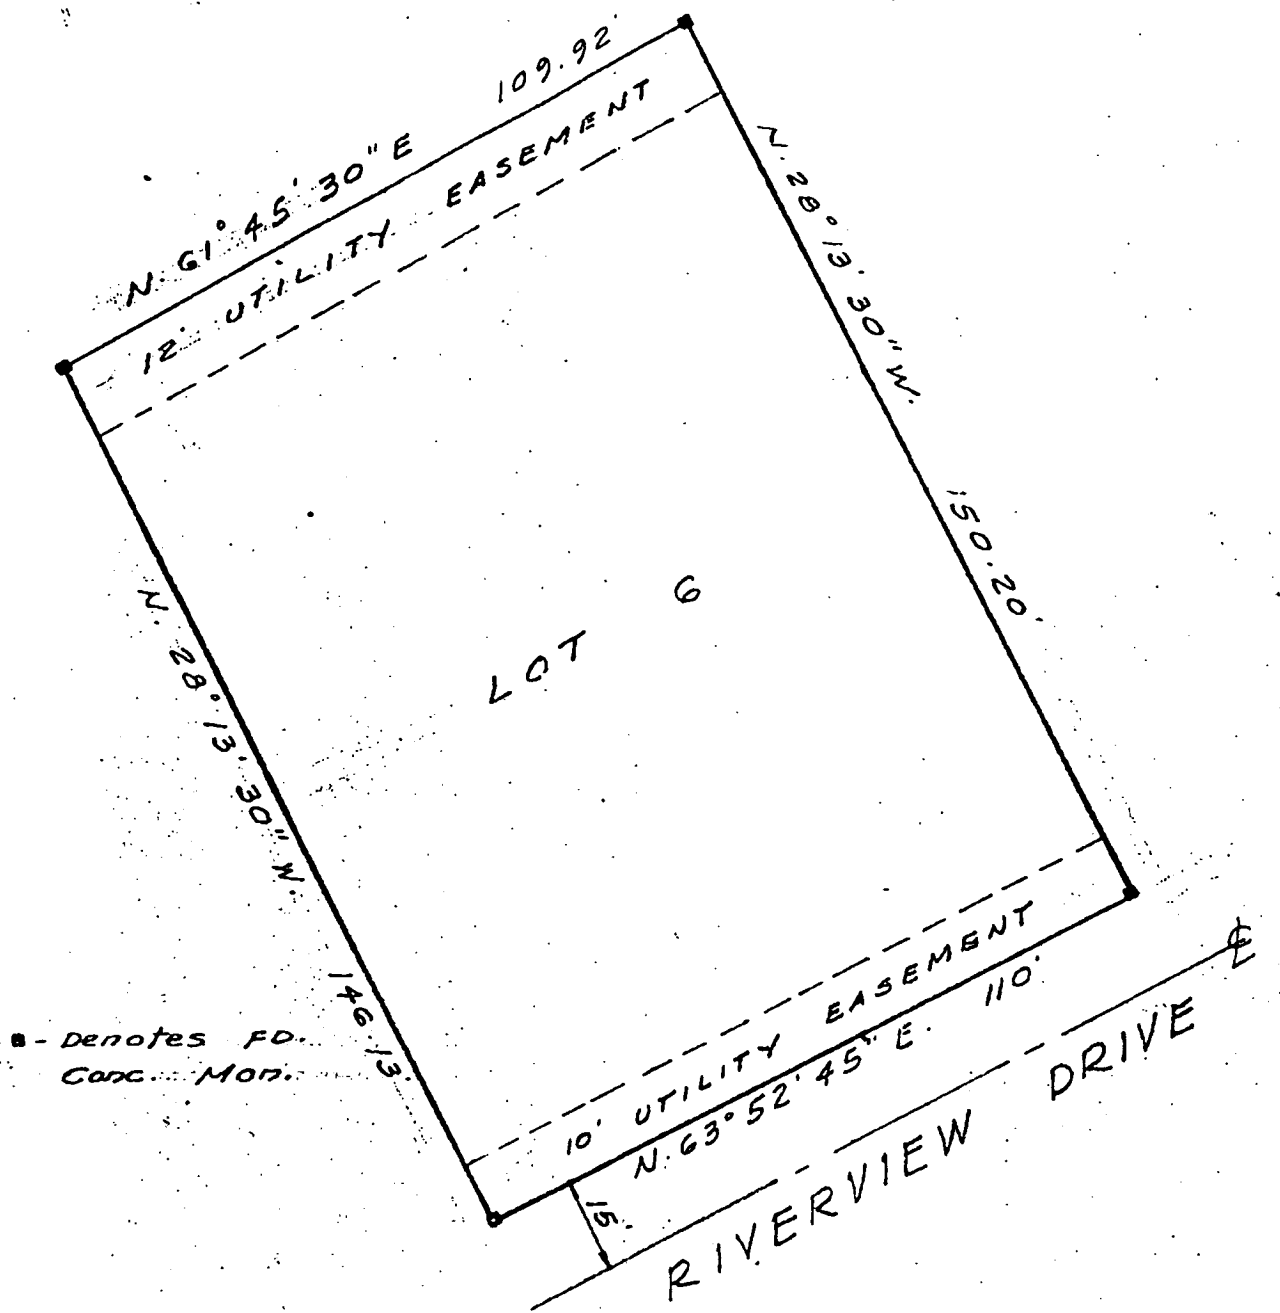 N. 61° 45' 30" E 109.92'
12' UTILITY EASEMENT
N. 28° 13' 30" W. 150.20'
LOT 6
N. 28° 13' 30" W. 146.13'
- Denotes FD.
Conc. Mon.
10' UTILITY EASEMENT
N. 63° 52' 45" E. 110'
15'
RIVERVIEW DRIVE ℄